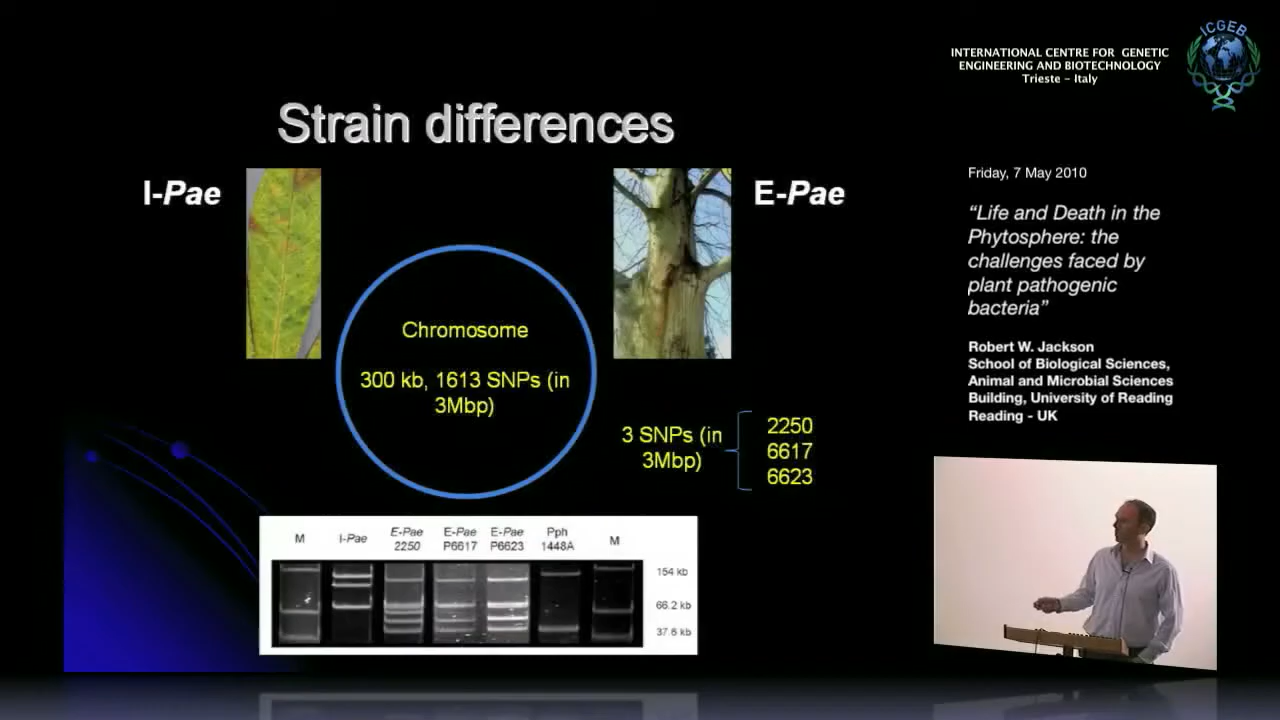 INTERNATIONAL CENTRE FOR GENETIC
ENGINEERING AND BIOTECHNOLOGY
Trieste – Italy
ICGEB
Strain differences
I-Pae
E-Pae
Chromosome
300 kb, 1613 SNPs (in
3Mbp)
3 SNPs (in
3Mbp)
2250
6617
6623
M
I-Pae
E-Pae
2250
E-Pae
P6617
E-Pae
P6623
Pph
1448A
M
154 kb
66.2 kb
37.6 kb
Friday, 7 May 2010
“Life and Death in the
Phytosphere: the
challenges faced by
plant pathogenic
bacteria”
Robert W. Jackson
School of Biological Sciences,
Animal and Microbial Sciences
Building, University of Reading
Reading - UK